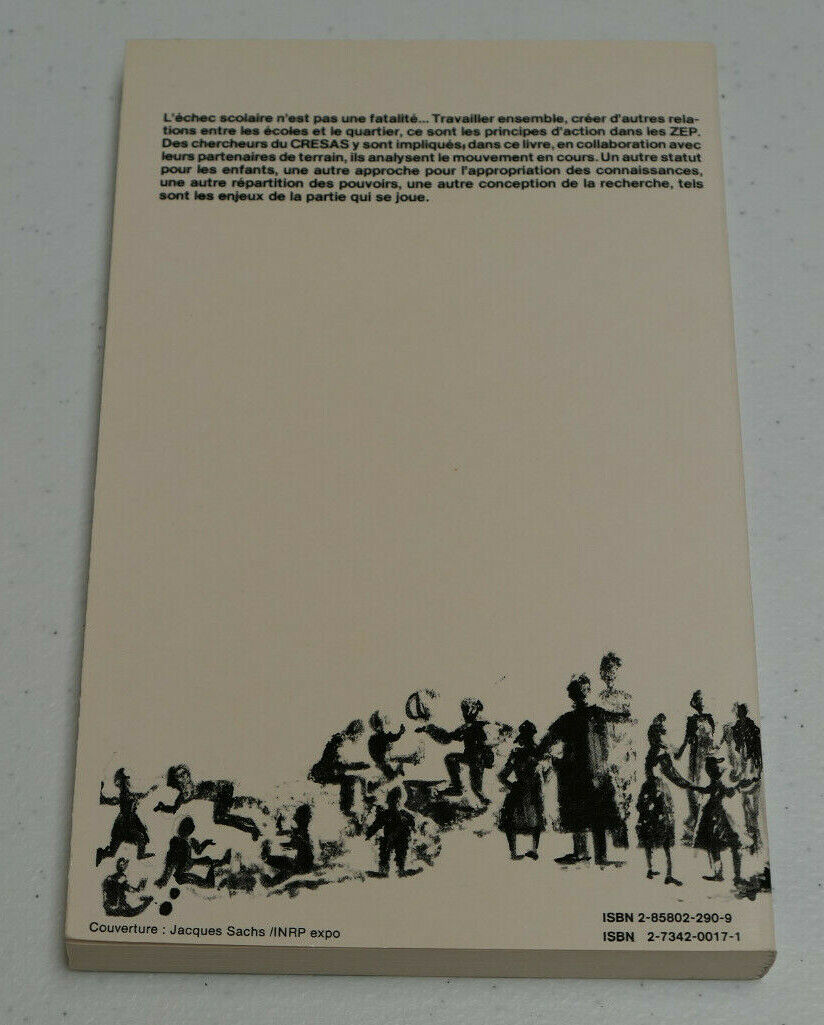 L'échec scolaire n'est pas une fatalité... Travailler ensemble, créer d'autres rela-
tions entre les écoles et le quartier, ce sont les principes d'action dans les ZEP.
Des chercheurs du CRESAS y sont impliqués; dans ce livre, en collaboration avec
leurs partenaires de terrain, ils analysent le mouvement en cours. Un autre statut
pour les enfants, une autre approche pour l'appropriation des connaissances,
une autre répartition des pouvoirs, une autre conception de la recherche, tels
sont les enjeux de la partie qui se joue.
Couverture : Jacques Sachs /INRP expo
ISBN 2-85802-290-9
ISBN 2-7342-0017-1